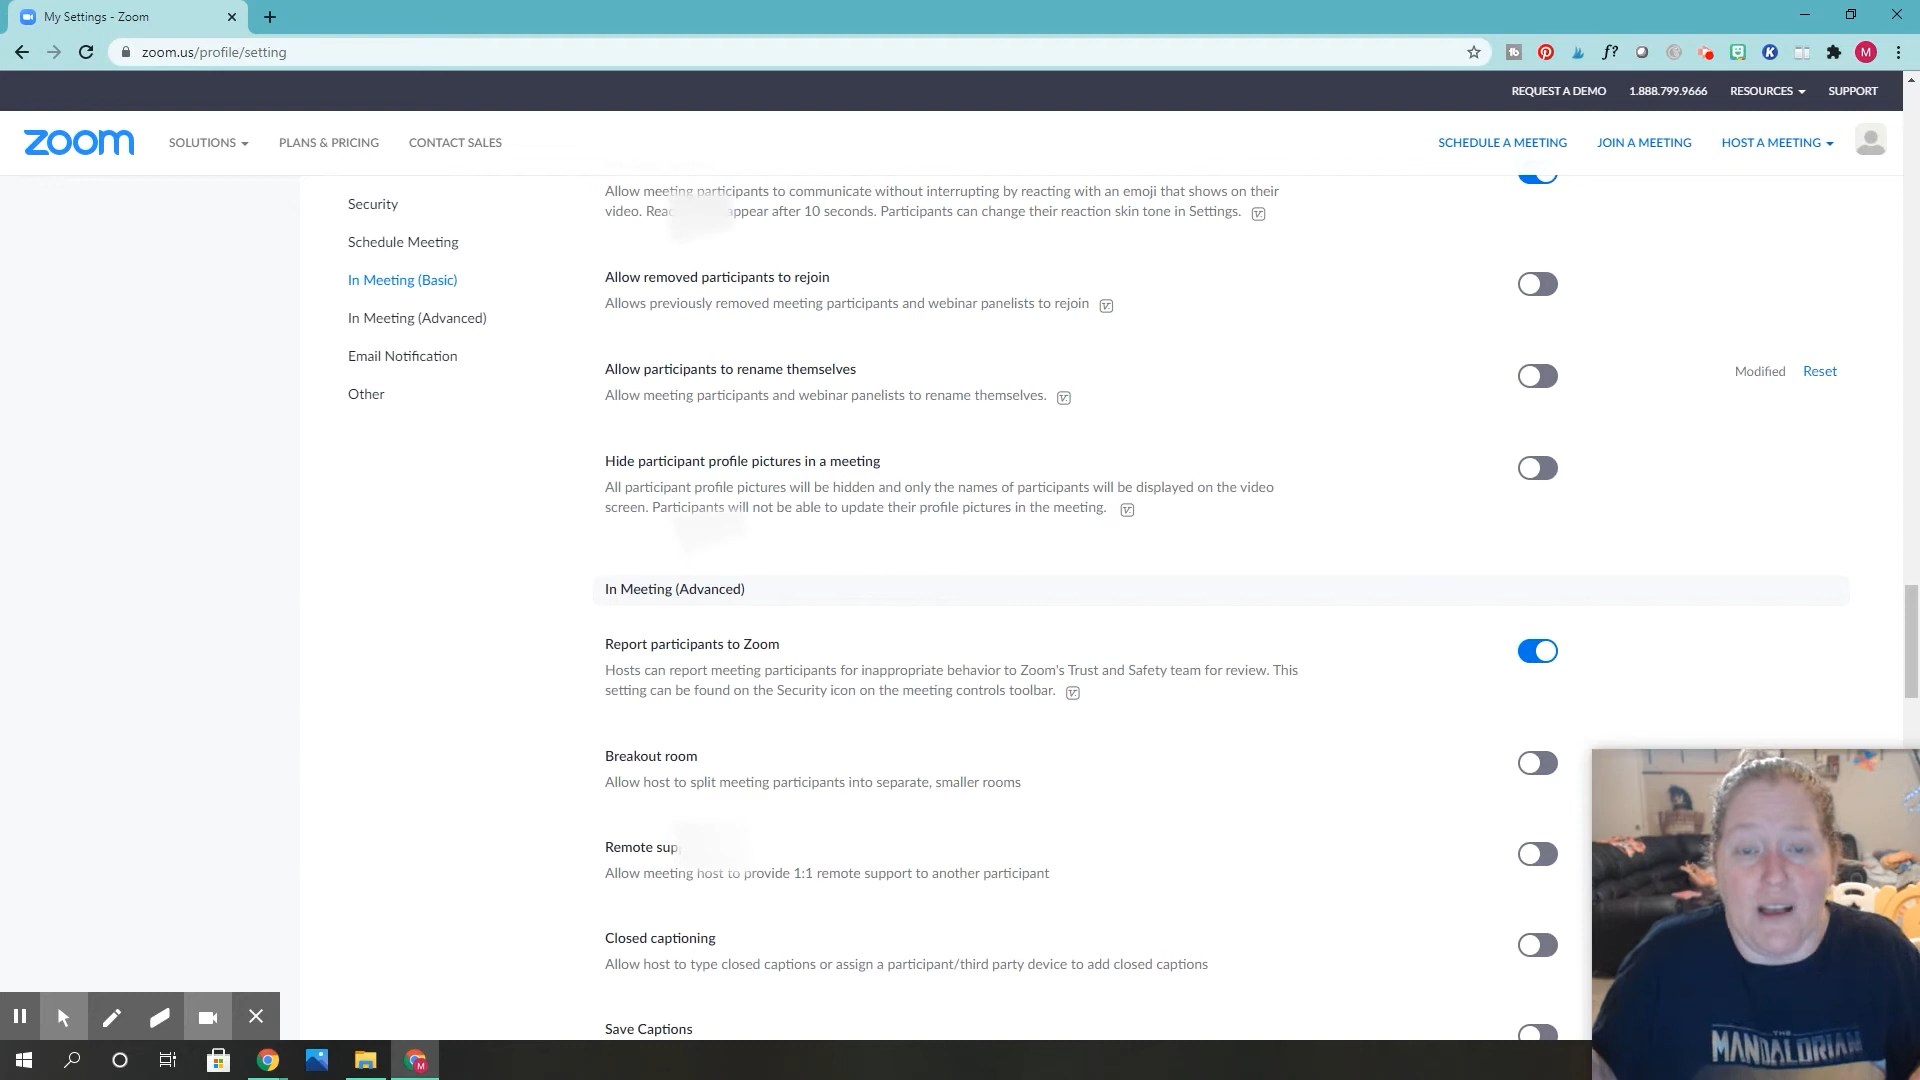 My Settings - Zoom
zoom.us/profile/setting
REQUEST A DEMO 1.888.799.9666 RESOURCES SUPPORT
zoom SOLUTIONS PLANS & PRICING CONTACT SALES SCHEDULE A MEETING JOIN A MEETING HOST A MEETING
Security
Schedule Meeting
In Meeting (Basic)
In Meeting (Advanced)
Email Notification
Other
Allow meeting participants to communicate without interrupting by reacting with an emoji that shows on their
video. appear after 10 seconds. Participants can change their reaction skin tone in Settings.
Allow removed participants to rejoin
Allows previously removed meeting participants and webinar panelists to rejoin
Allow participants to rename themselves
Allow meeting participants and webinar panelists to rename themselves.
Modified Reset
Hide participant profile pictures in a meeting
All participant profile pictures will be hidden and only the names of participants will be displayed on the video
screen. Participants will not be able to update their profile pictures in the meeting.
In Meeting (Advanced)
Report participants to Zoom
Hosts can report meeting participants for inappropriate behavior to Zoom's Trust and Safety team for review. This
setting can be found on the Security icon on the meeting controls toolbar.
Breakout room
Allow host to split meeting participants into separate, smaller rooms
Remote
Allow meeting host to provide 1:1 remote support to another participant
Closed captioning
Allow host to type closed captions or assign a participant/third party device to add closed captions
Save Captions
THE
MANDALORIAN